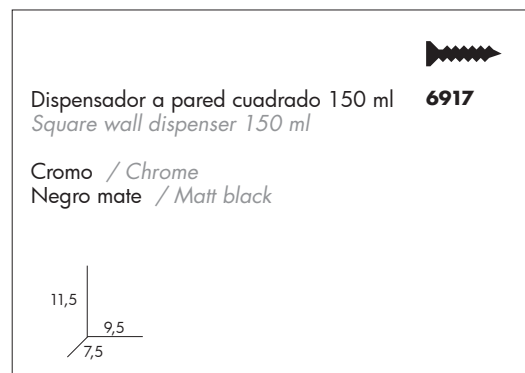 Dispensador a pared cuadrado 150 ml 6917
Square wall dispenser 150 ml
Cromo / Chrome
Negro mate / Matt black
11,5
9,5
7,5